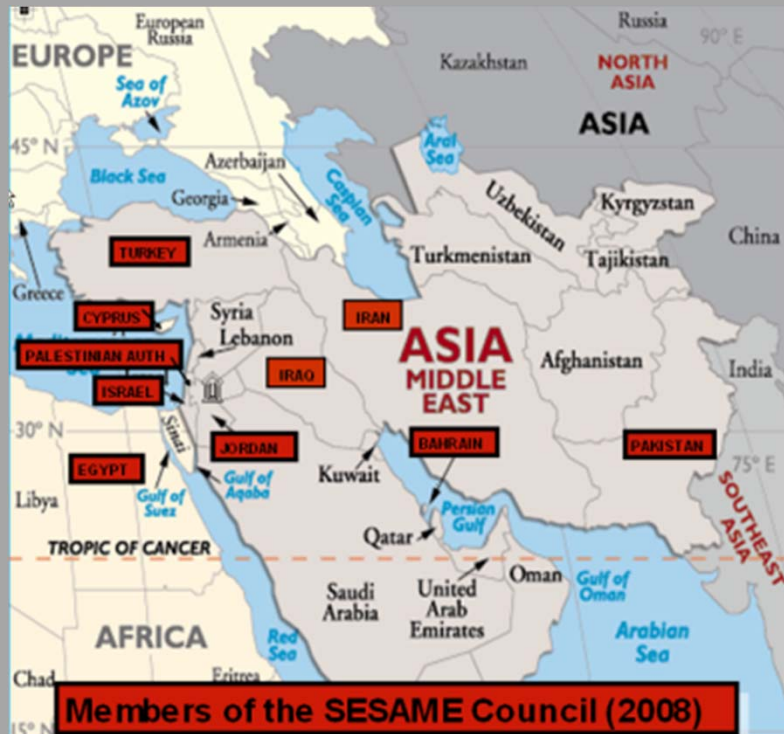 European
Russia
Russia
90° E
EUROPE
Kazakhstan
NORTH
ASIA
Sea of
Azov
ASIA
45° N
Aral
Sea
Black Sea
Azerbaijan
Caspian
Sea
Georgia
Uzbekistan
Kyrgyzstan
Armenia
China
TURKEY
Turkmenistan
Tajikistan
Greece
CYPRUS
Syria
IRAN
Lebanon
ASIA
MIDDLE
EAST
PALESTINIAN AUTH
Afghanistan
India
IRAQ
ISRAEL
30° N
Sinai
JORDAN
BAHRAIN
PAKISTAN
EGYPT
Kuwait
75° E
Gulf of
Aqaba
Gulf of
Suez
Libya
Persian
Gulf
SOUTHEAST
ASIA
Qatar
TROPIC OF CANCER
Saudi
Arabia
United
Arab
Emirates
Oman
Gulf of
Oman
AFRICA
Red
Sea
Arabian
Sea
Chad
Eritrea
Members of the SESAME Council (2008)
15° N